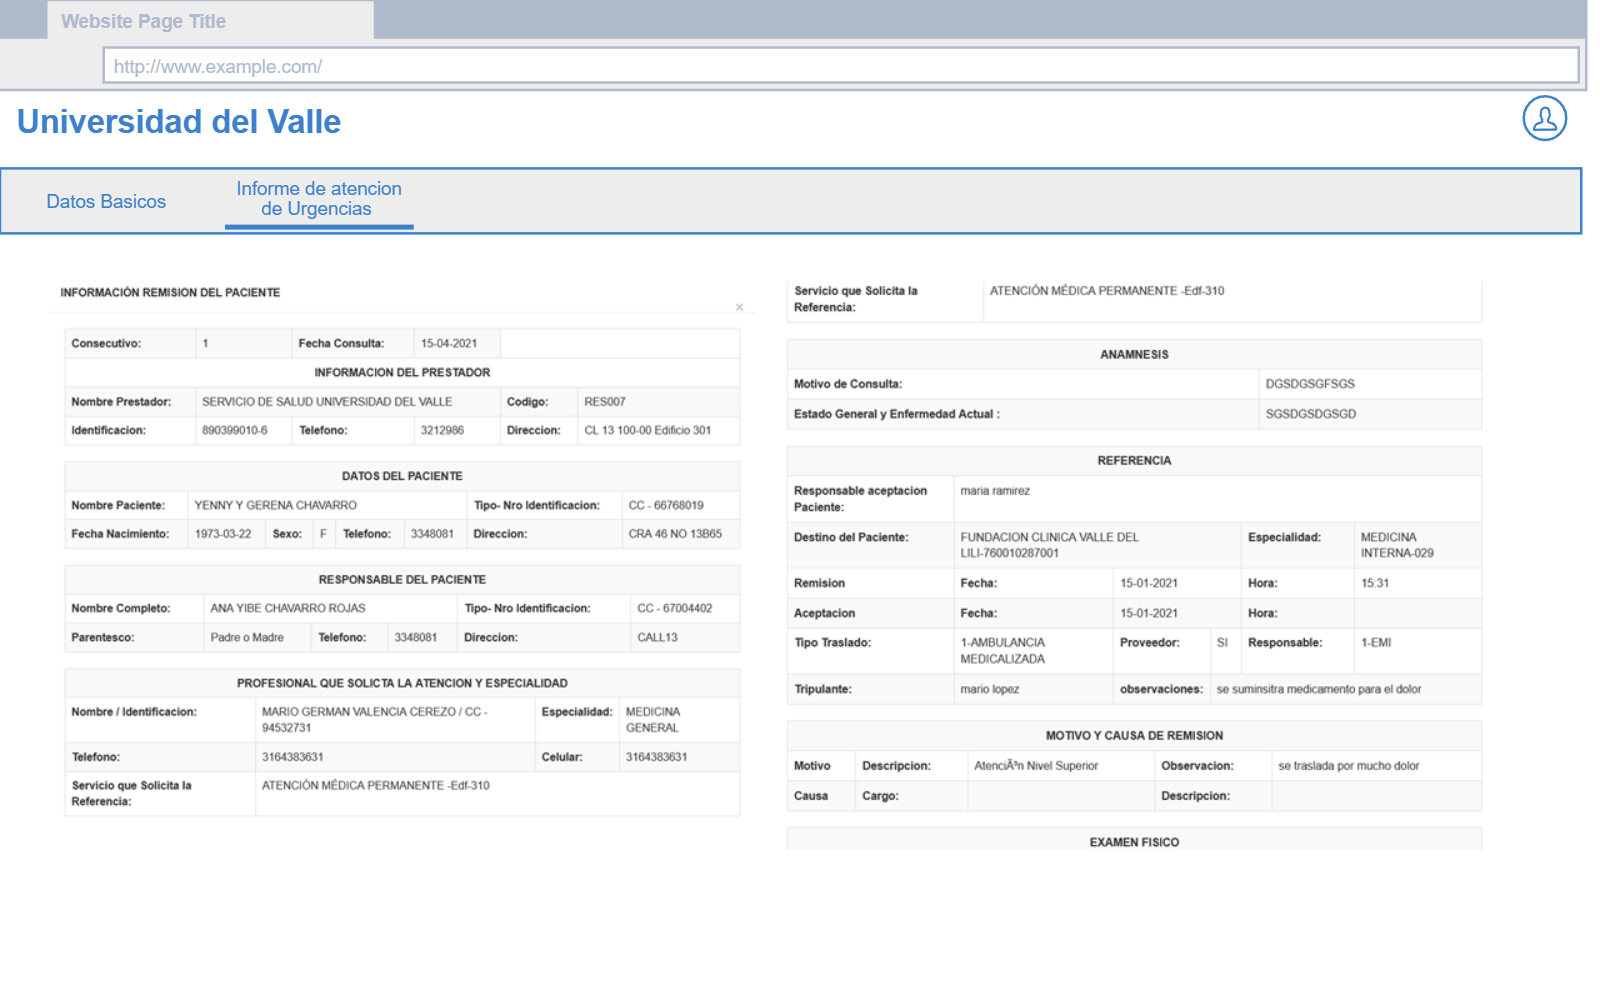 Website Page Title
http://www.example.com/
Universidad del Valle
Datos Basicos
Informe de atencion
de Urgencias
INFORMACIÓN REMISION DEL PACIENTE
×
Consecutivo: 1 Fecha Consulta: 15-04-2021
INFORMACION DEL PRESTADOR
Nombre Prestador: SERVICIO DE SALUD UNIVERSIDAD DEL VALLE Codigo: RES007
Identificacion: 890399010-6 Telefono: 3212986 Direccion: CL 13 100-00 Edificio 301
DATOS DEL PACIENTE
Nombre Paciente: YENNY Y GERENA CHAVARRO Tipo- Nro Identificacion: CC - 66768019
Fecha Nacimiento: 1973-03-22 Sexo: F Telefono: 3348081 Direccion: CRA 46 NO 13B65
RESPONSABLE DEL PACIENTE
Nombre Completo: ANA YIBE CHAVARRO ROJAS Tipo- Nro Identificacion: CC - 67004402
Parentesco: Padre o Madre Telefono: 3348081 Direccion: CALL13
PROFESIONAL QUE SOLICTA LA ATENCION Y ESPECIALIDAD
Nombre / Identificacion: MARIO GERMAN VALENCIA CEREZO / CC - Especialidad: MEDICINA
94532731 GENERAL
Telefono: 3164383631 Celular: 3164383631
Servicio que Solicita la ATENCIÓN MÉDICA PERMANENTE -Edf-310
Referencia:
Servicio que Solicita la ATENCIÓN MÉDICA PERMANENTE -Edf-310
Referencia:
ANAMNESIS
Motivo de Consulta: DGSDGSGFSGS
Estado General y Enfermedad Actual : SGSDGSDGSGD
REFERENCIA
Responsable aceptacion maria ramirez
Paciente:
Destino del Paciente: FUNDACION CLINICA VALLE DEL Especialidad: MEDICINA
LILI-760010287001 INTERNA-029
Remision Fecha: 15-01-2021 Hora: 15:31
Aceptacion Fecha: 15-01-2021 Hora:
Tipo Traslado: 1-AMBULANCIA Proveedor: SI Responsable: 1-EMI
MEDICALIZADA
Tripulante: mario lopez observaciones: se suminsitra medicamento para el dolor
MOTIVO Y CAUSA DE REMISION
Motivo Descripcion: AtenciÃ³n Nivel Superior Observacion: se traslada por mucho dolor
Causa Cargo: Descripcion:
EXAMEN FISICO